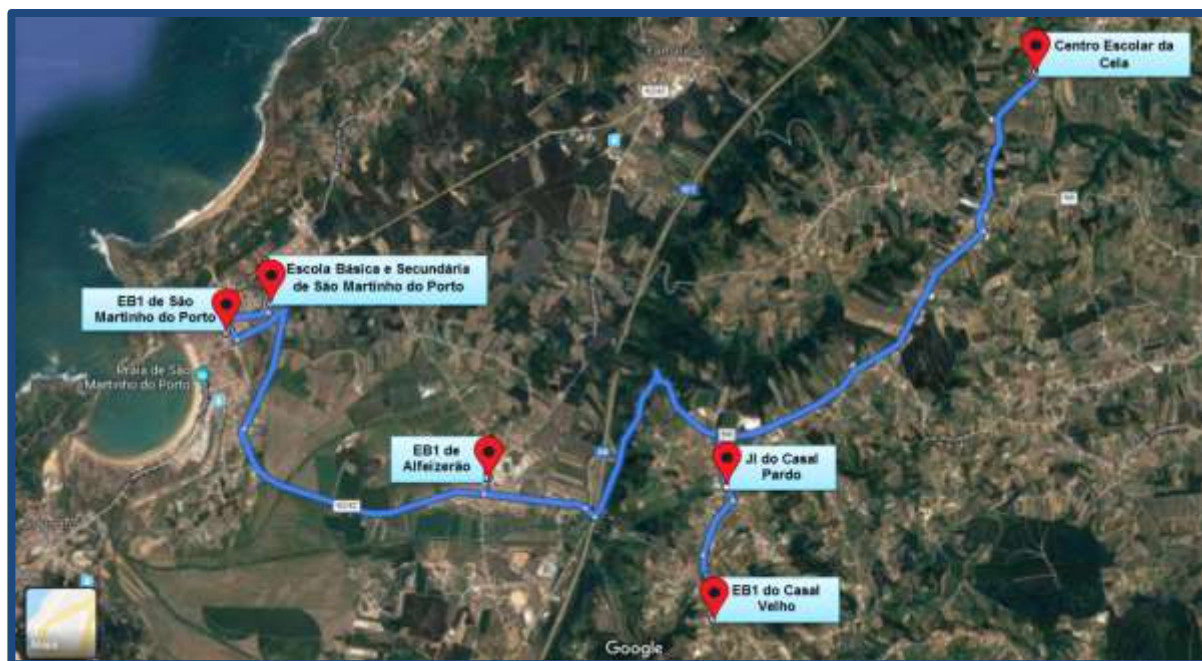 Centro Escolar da
Cela
Escola Básica e Secundária
de São Martinho do Porto
EB1 de São
Martinho do Porto
Praia de São
Martinho do Porto
EB1 de
Alfeizerão
JI do Casal
Pardo
EB1 do Casal
Velho
Google